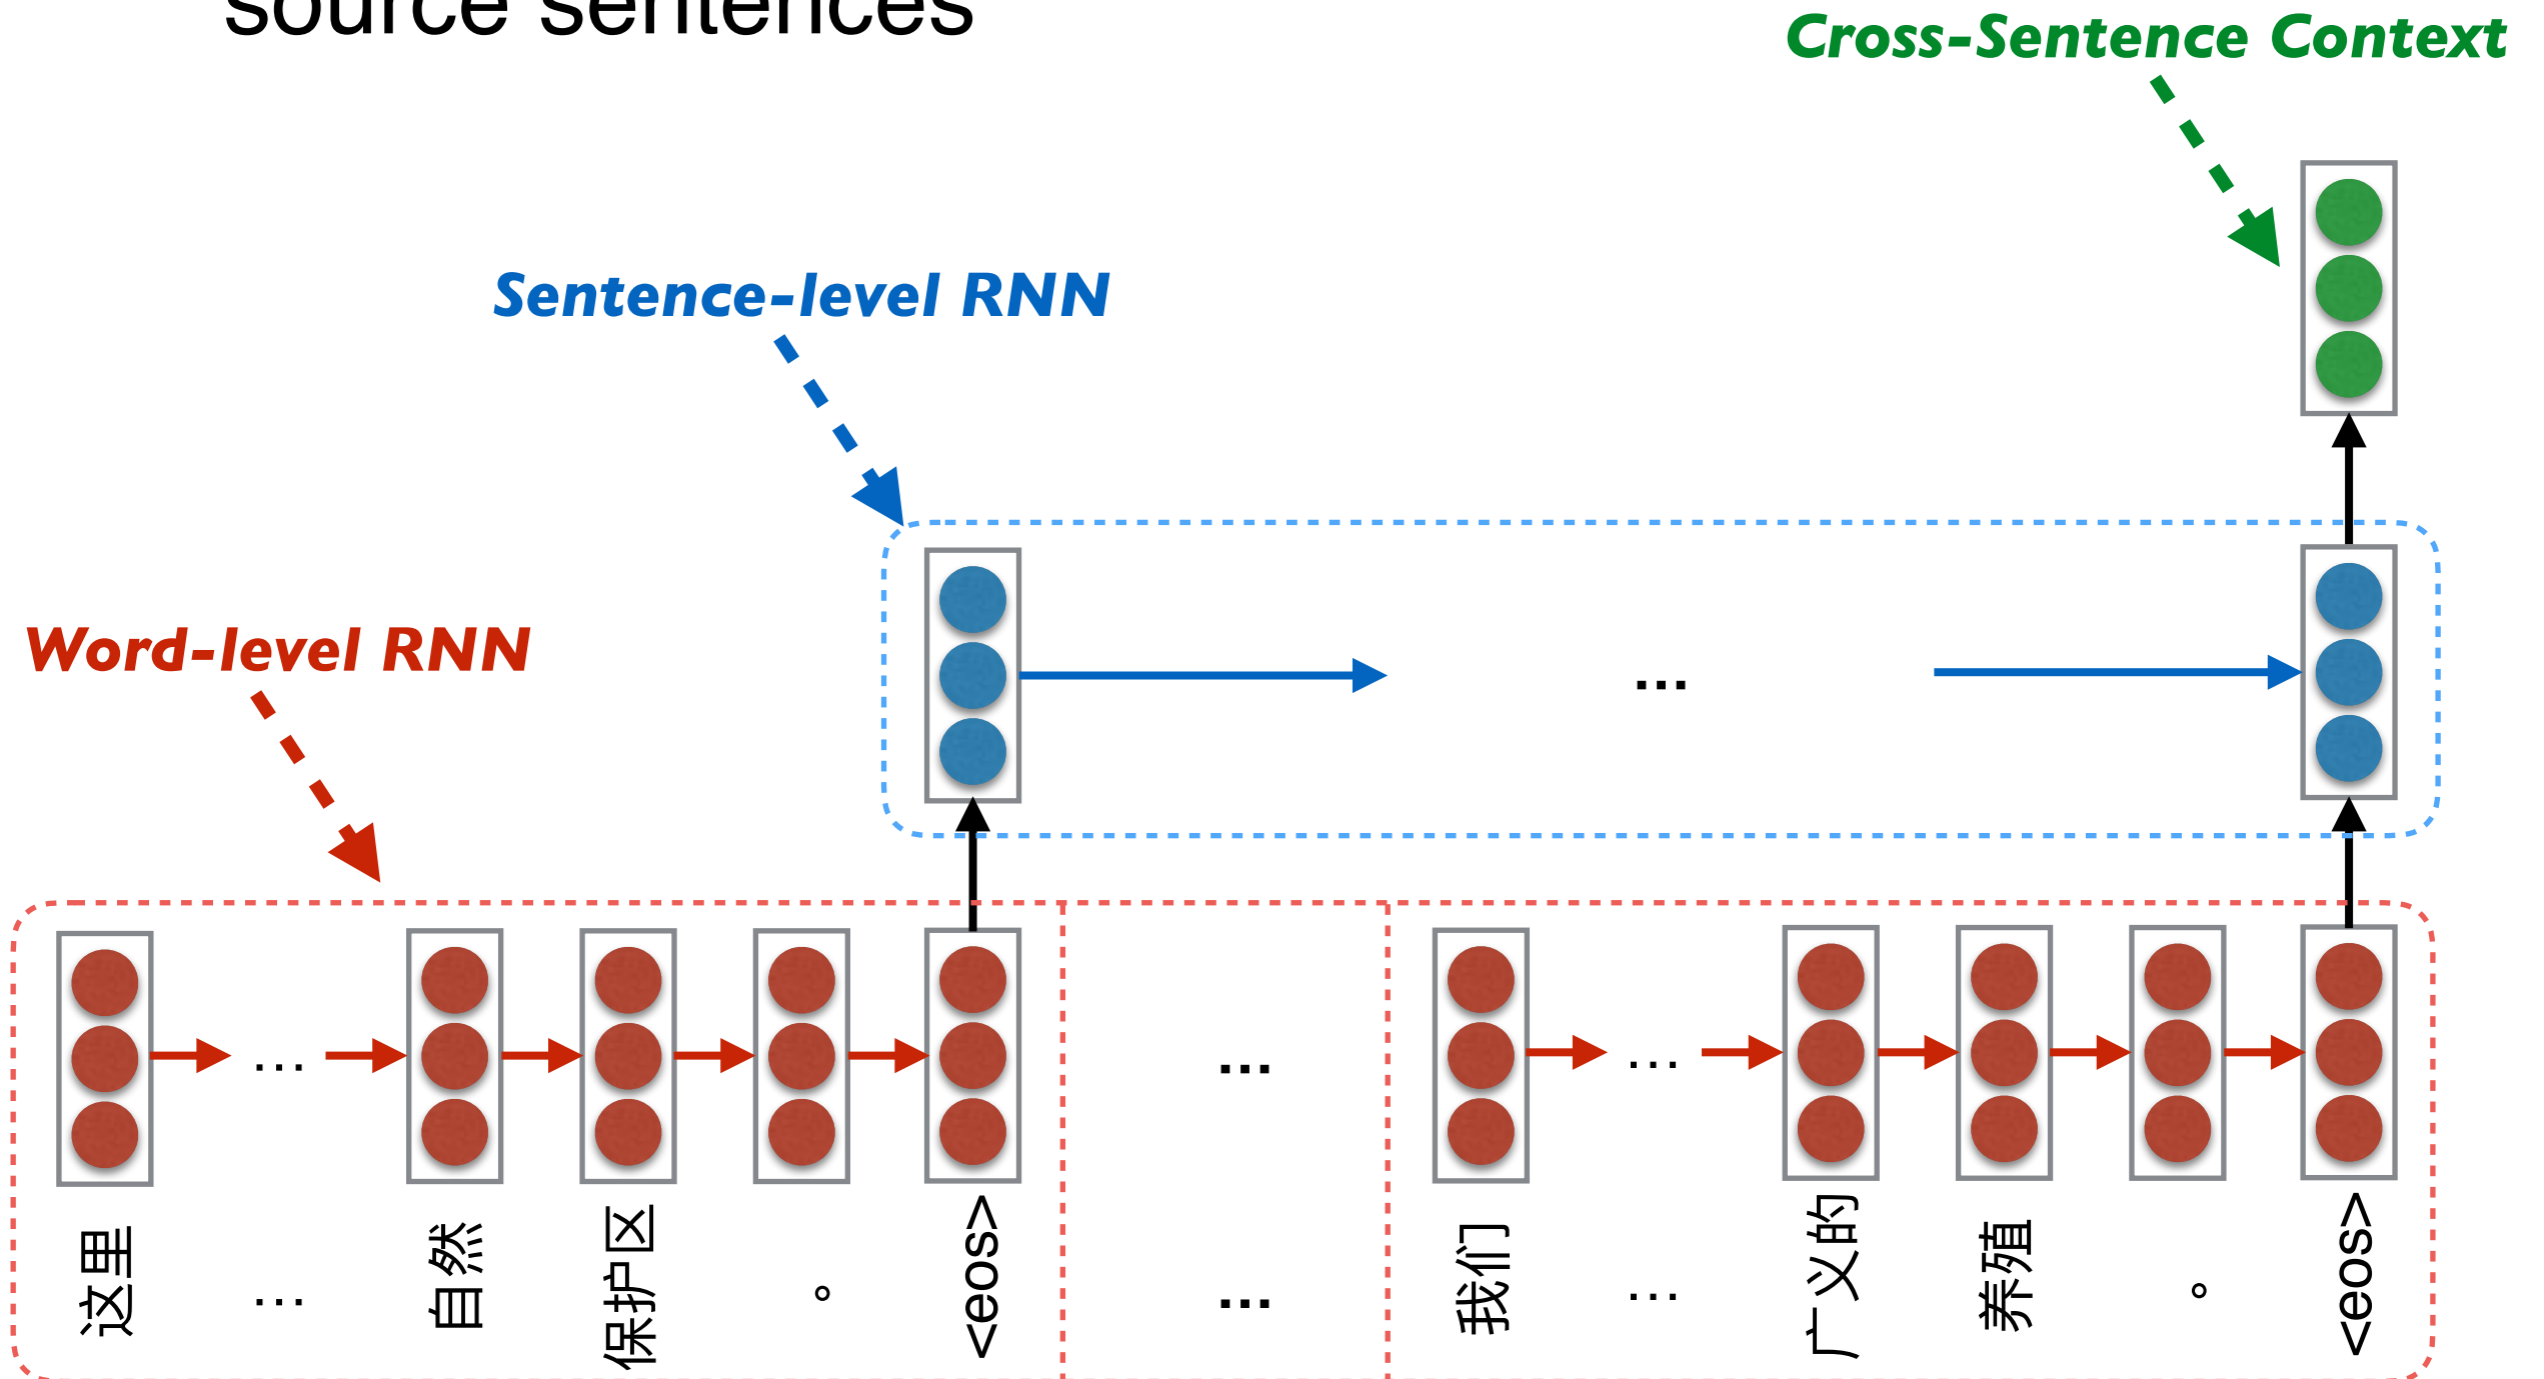 source sentences
Cross-Sentence Context
Sentence-level RNN
...
Word-level RNN
... ... ...
这里 ... 自然 保护区 。 <eos> ... 我们 ... 广义的 养殖 。 <eos>